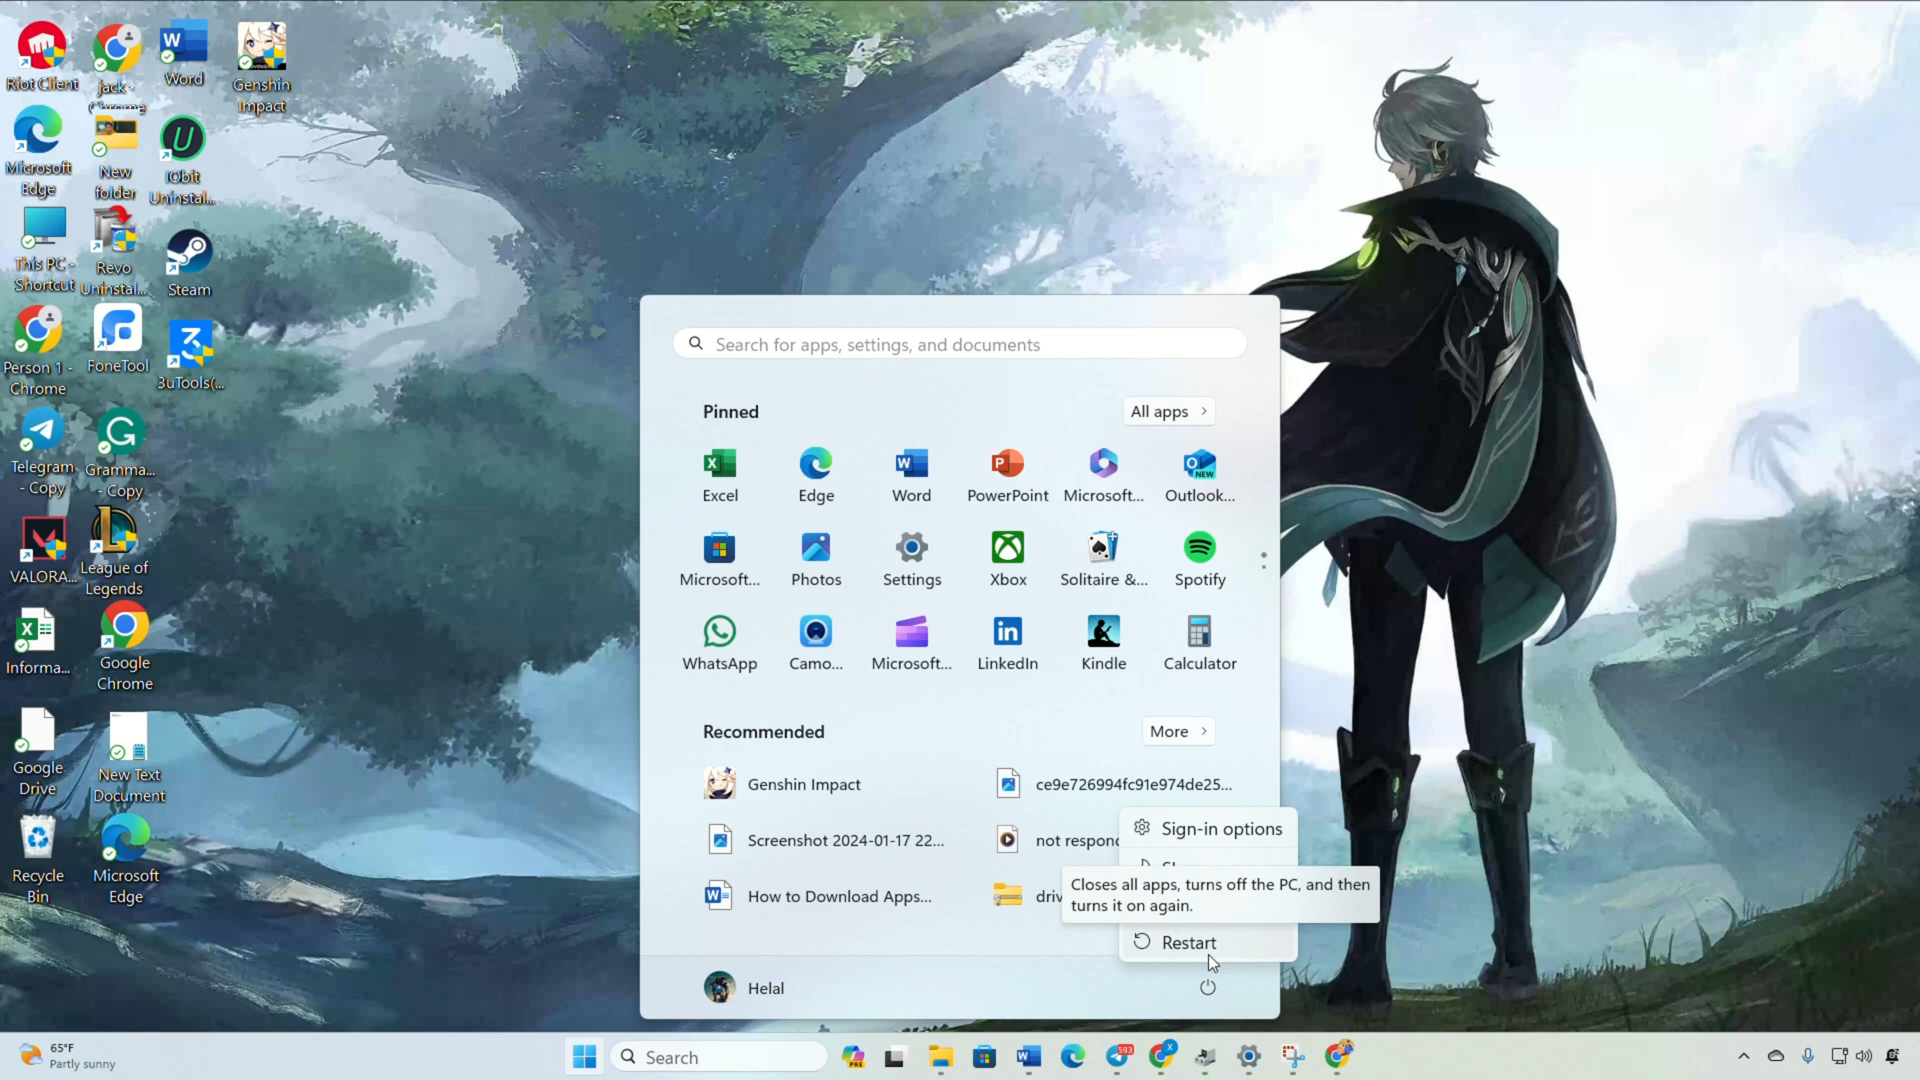 Riot Client
Jack -
Chrome
Word
Genshin
Impact
Microsoft
Edge
New
folder
IObit
Uninstal...
This PC -
Shortcut
Revo
Uninstal...
Steam
Person 1 -
Chrome
FoneTool
3uTools(...
Telegram
- Copy
Gramma...
- Copy
VALORA...
League of
Legends
Informa...
Google
Chrome
Google
Drive
New Text
Document
Recycle
Bin
Microsoft
Edge
Search for apps, settings, and documents
Pinned
All apps
Excel
Edge
Word
PowerPoint
Microsoft...
Outlook...
NEW
Microsoft...
Photos
Settings
Xbox
Solitaire &...
Spotify
WhatsApp
Camo...
Microsoft...
LinkedIn
Kindle
Calculator
Recommended
More
Genshin Impact
ce9e726994fc91e974de25...
Screenshot 2024-01-17 22...
not respon
How to Download Apps...
driv
Sign-in options
Closes all apps, turns off the PC, and then
turns it on again.
Restart
Helal
65°F
Partly sunny
Search
PRE
593
X